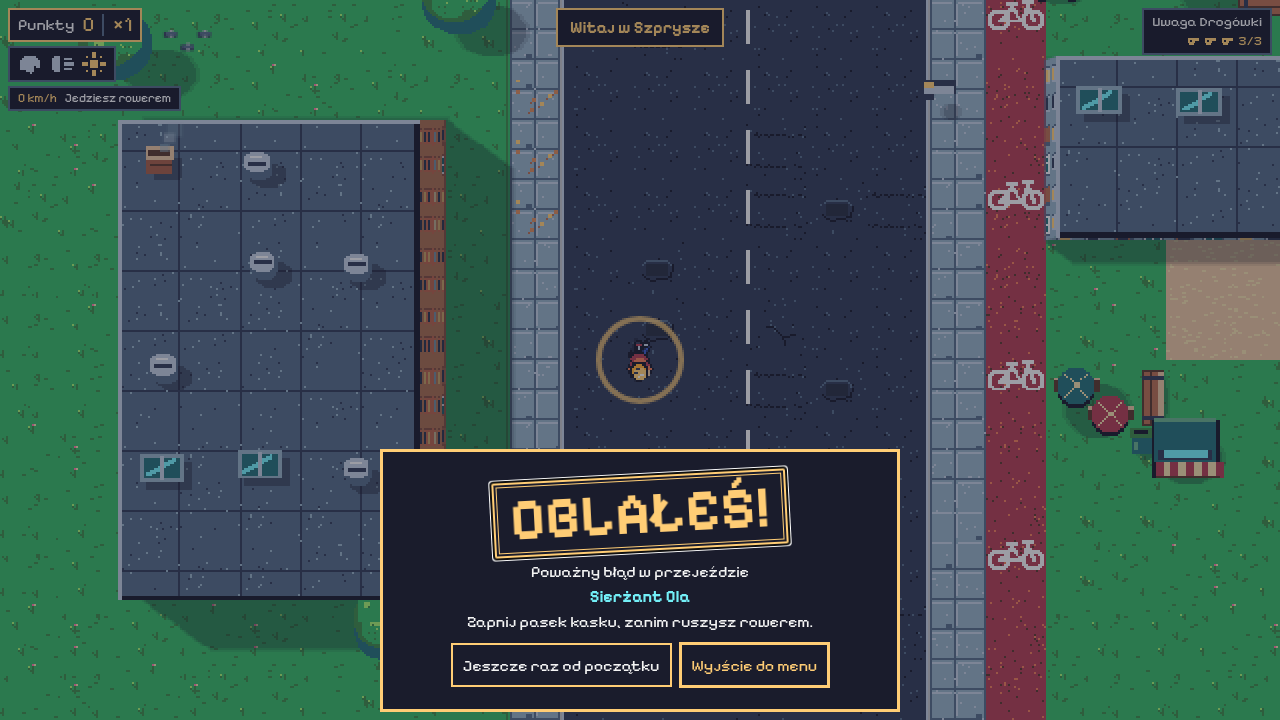 Punkty 0 ×1
Witaj w Szprysze
Uwaga Drogówki
3/3
0 km/h Jedziesz rowerem
OBLAŁEŚ!
Poważny błąd w przejeździe
Sierżant Ola
Zapnij pasek kasku, zanim ruszysz rowerem.
Jeszcze raz od początku
Wyjście do menu